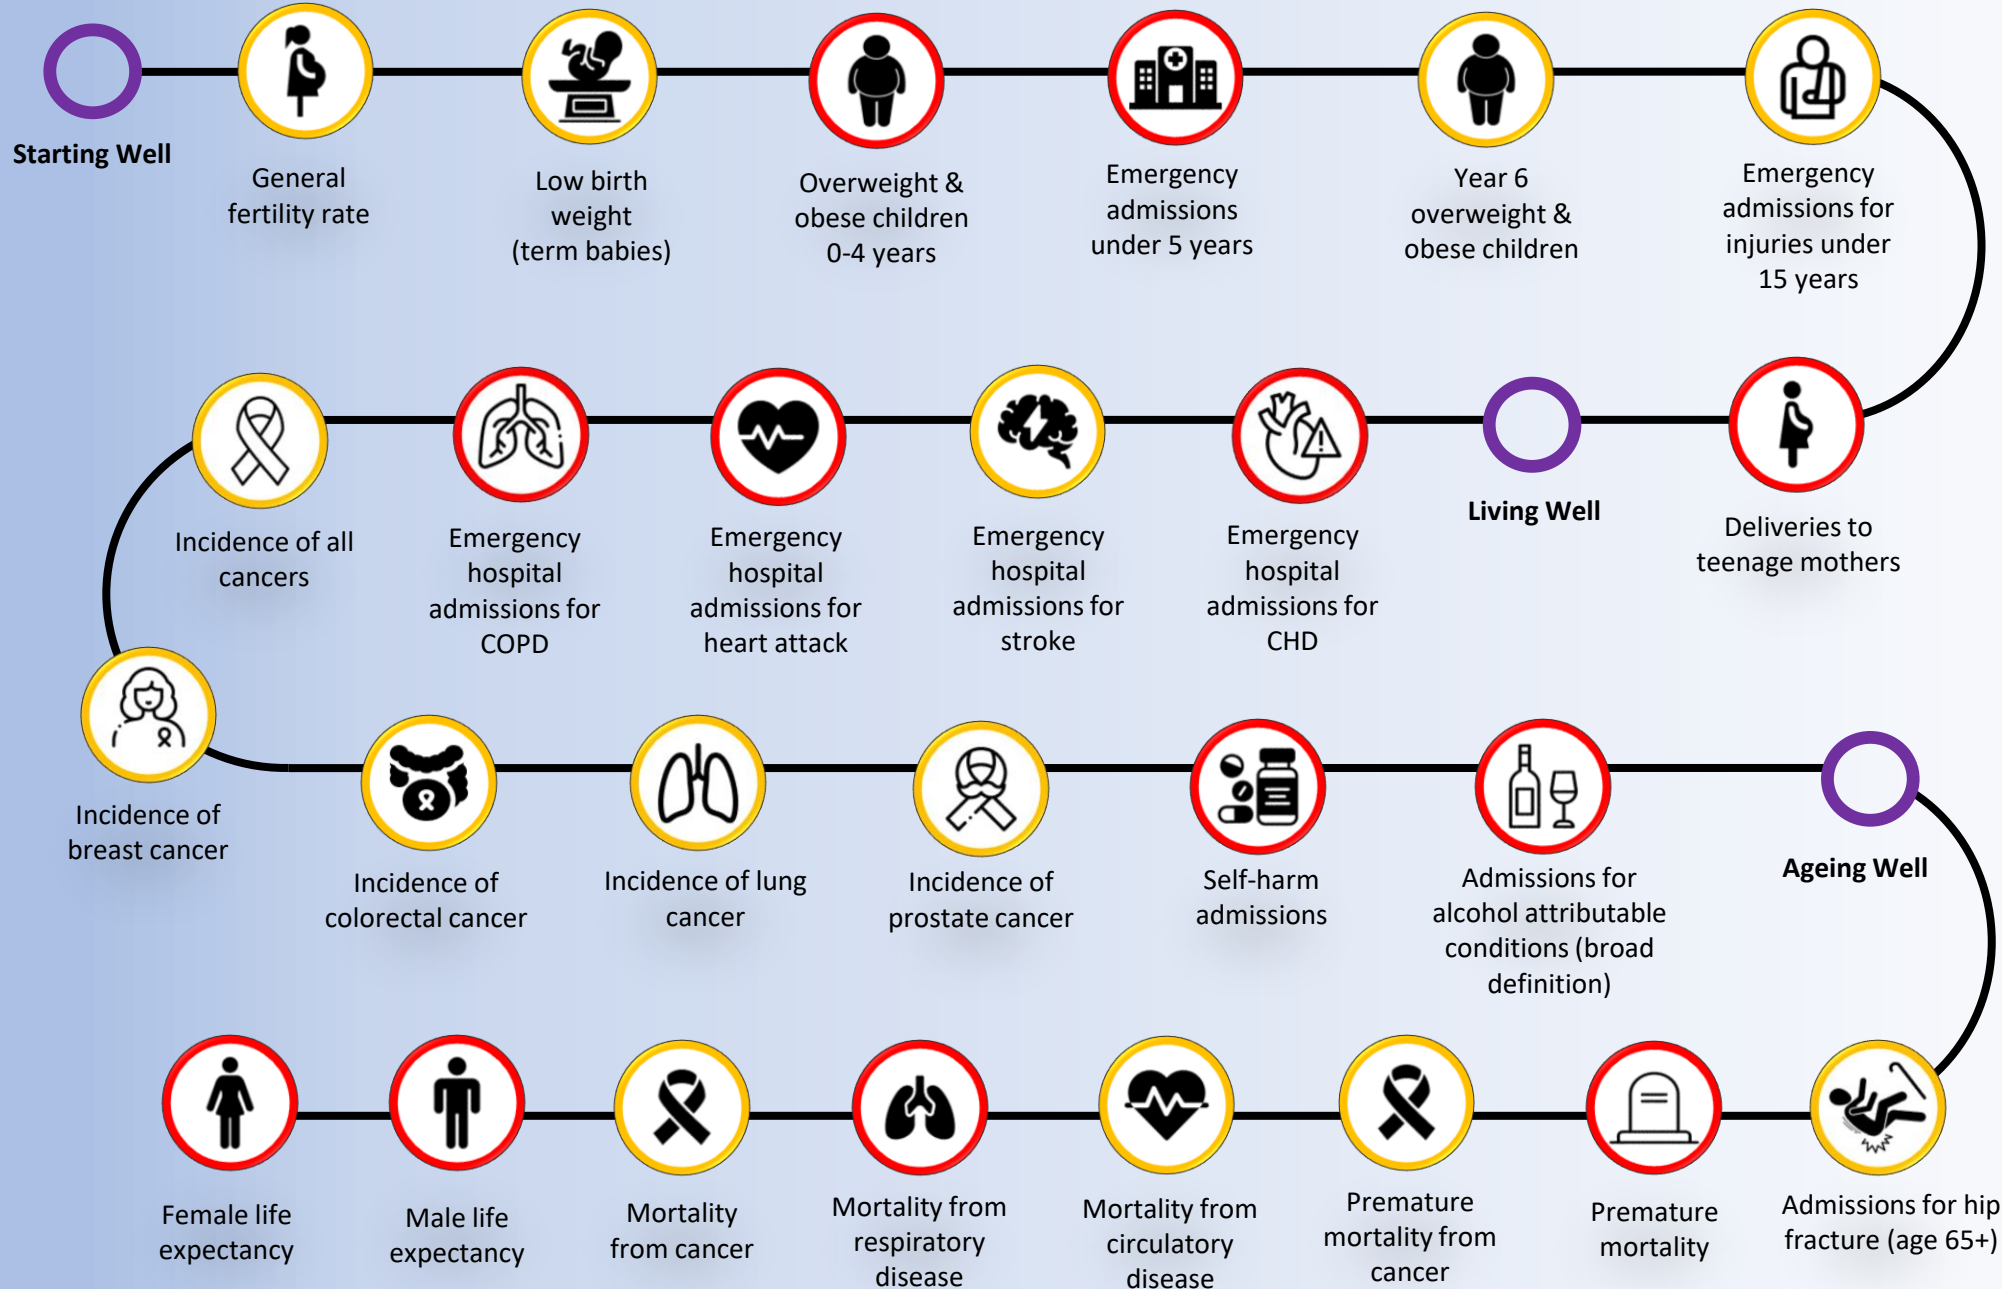 Starting Well
General
fertility rate
Low birth
weight
(term babies)
Overweight &
obese children
0-4 years
Emergency
admissions
under 5 years
Year 6
overweight &
obese children
Emergency
admissions for
injuries under
15 years
Incidence of all
cancers
Emergency
hospital
admissions for
COPD
Emergency
hospital
admissions for
heart attack
Emergency
hospital
admissions for
stroke
Emergency
hospital
admissions for
CHD
Living Well
Deliveries to
teenage mothers
Incidence of
breast cancer
Incidence of
colorectal cancer
Incidence of lung
cancer
Incidence of
prostate cancer
Self-harm
admissions
Admissions for
alcohol attributable
conditions (broad
definition)
Ageing Well
Female life
expectancy
Male life
expectancy
Mortality
from cancer
Mortality from
respiratory
disease
Mortality from
circulatory
disease
Premature
mortality from
cancer
Premature
mortality
Admissions for hip
fracture (age 65+)